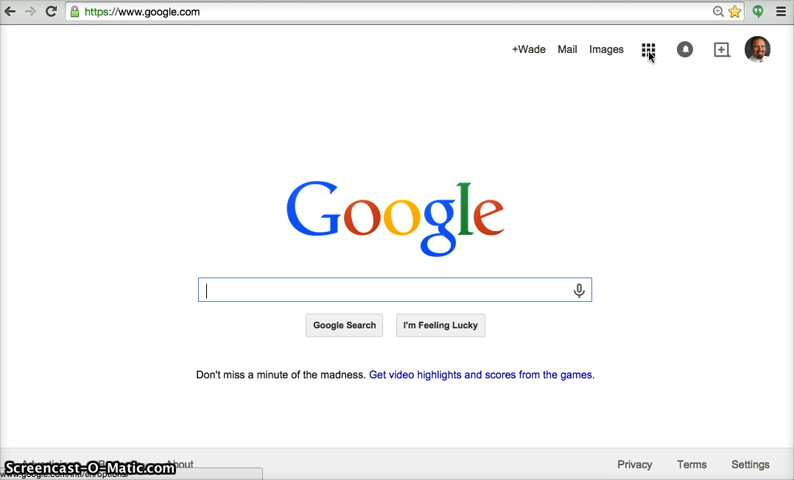 https://www.google.com
+Wade Mail Images
Google
Google Search I'm Feeling Lucky
Don't miss a minute of the madness. Get video highlights and scores from the games.
About Privacy Terms Settings
Screencast-O-Matic.com